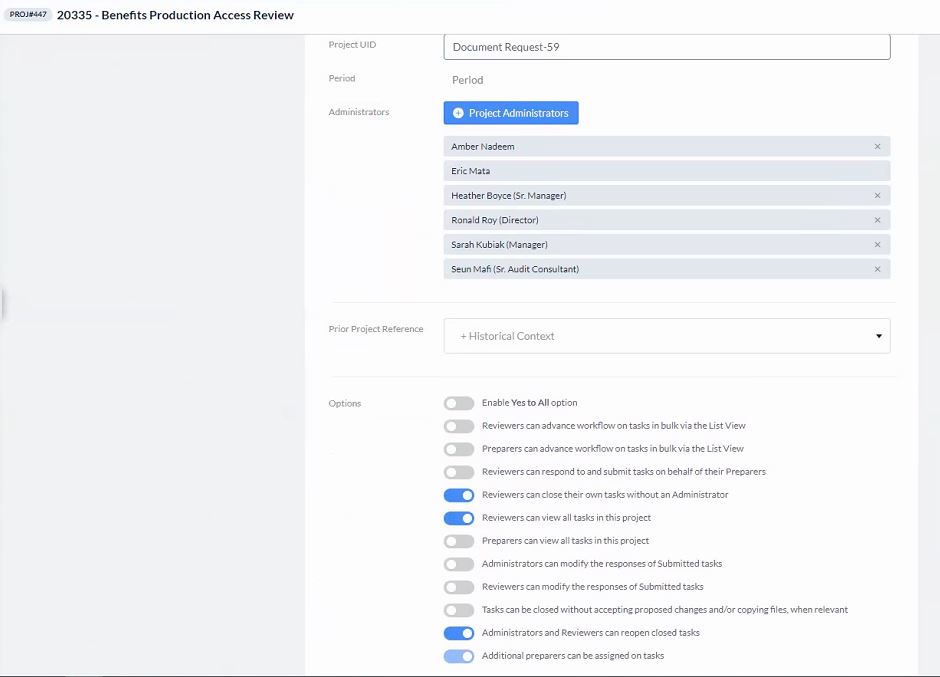 PROJ#447 20335 - Benefits Production Access Review
Project UID Document Request-59
Period Period
Administrators Project Administrators
Amber Nadeem
Eric Mata
Heather Boyce (Sr. Manager)
Ronald Roy (Director)
Sarah Kubiak (Manager)
Seun Mafi (Sr. Audit Consultant)
Prior Project Reference + Historical Context
Options Enable Yes to All option
Reviewers can advance workflow on tasks in bulk via the List View
Preparers can advance workflow on tasks in bulk via the List View
Reviewers can respond to and submit tasks on behalf of their Preparers
Reviewers can close their own tasks without an Administrator
Reviewers can view all tasks in this project
Preparers can view all tasks in this project
Administrators can modify the responses of Submitted tasks
Reviewers can modify the responses of Submitted tasks
Tasks can be closed without accepting proposed changes and/or copying files, when relevant
Administrators and Reviewers can reopen closed tasks
Additional preparers can be assigned on tasks